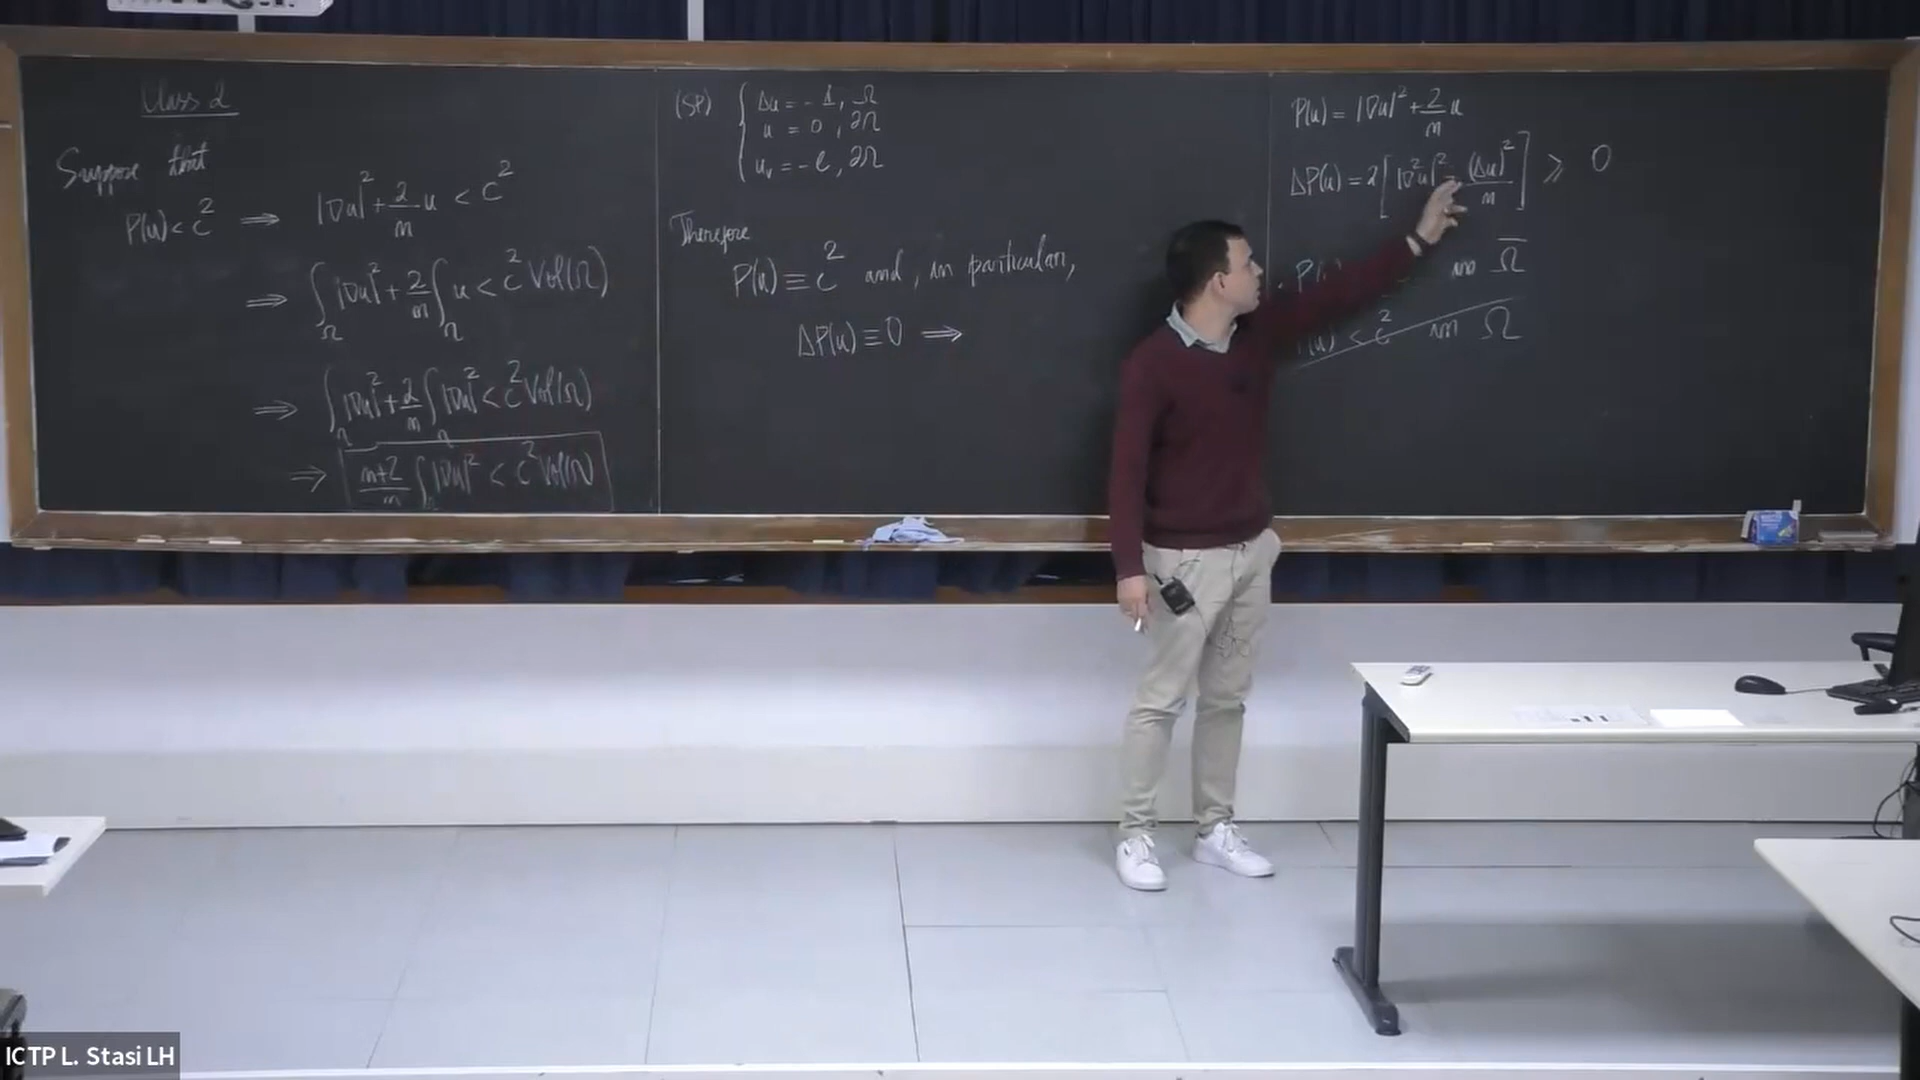 Class 2
Suppose that
P(u) < c² ⟹ |∇u|² + 2/n u < c²
⟹ ∫_Ω |∇u|² + 2/n ∫_Ω u < c² Vol(Ω)
⟹ ∫_Ω |∇u|² + 2/n ∫_Ω |∇u|² < c² Vol(Ω)
⟹ (n+2)/n ∫_Ω |∇u|² < c² Vol(Ω)
(SP) { Δu = -1, Ω
u = 0, ∂Ω
u_ν = -c, ∂Ω
Therefore
P(u) ≡ c² and, in particular,
ΔP(u) ≡ 0 ⟹
P(u) = |∇u|² + 2/n u
ΔP(u) = 2 [ |∇²u|² - (Δu)²/n ] ≥ 0
in Ω̅
< c² in Ω
ICTP L. Stasi LH